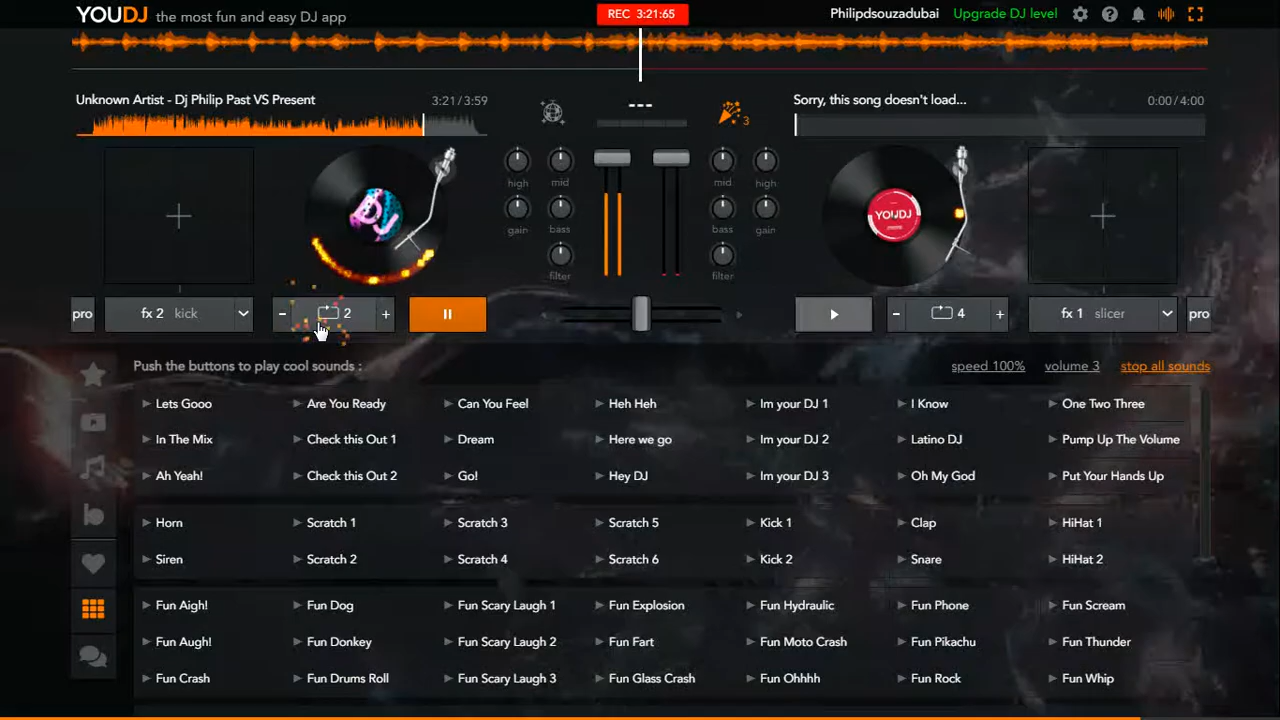 YOUDJ the most fun and easy DJ app REC 3:21:65 Philipdsouzadubai Upgrade DJ level
Unknown Artist - Dj Philip Past VS Present 3:21/3:59 --- 3 Sorry, this song doesn't load... 0:00/4:00
high mid mid high
DJ YOUDJ
gain bass bass gain
filter filter
pro fx 2 kick - 2 + - 4 + fx 1 slicer pro
Push the buttons to play cool sounds : speed 100% volume 3 stop all sounds
Lets Gooo Are You Ready Can You Feel Heh Heh Im your DJ 1 I Know One Two Three
In The Mix Check this Out 1 Dream Here we go Im your DJ 2 Latino DJ Pump Up The Volume
Ah Yeah! Check this Out 2 Go! Hey DJ Im your DJ 3 Oh My God Put Your Hands Up
Horn Scratch 1 Scratch 3 Scratch 5 Kick 1 Clap HiHat 1
Siren Scratch 2 Scratch 4 Scratch 6 Kick 2 Snare HiHat 2
Fun Aigh! Fun Dog Fun Scary Laugh 1 Fun Explosion Fun Hydraulic Fun Phone Fun Scream
Fun Augh! Fun Donkey Fun Scary Laugh 2 Fun Fart Fun Moto Crash Fun Pikachu Fun Thunder
Fun Crash Fun Drums Roll Fun Scary Laugh 3 Fun Glass Crash Fun Ohhhh Fun Rock Fun Whip